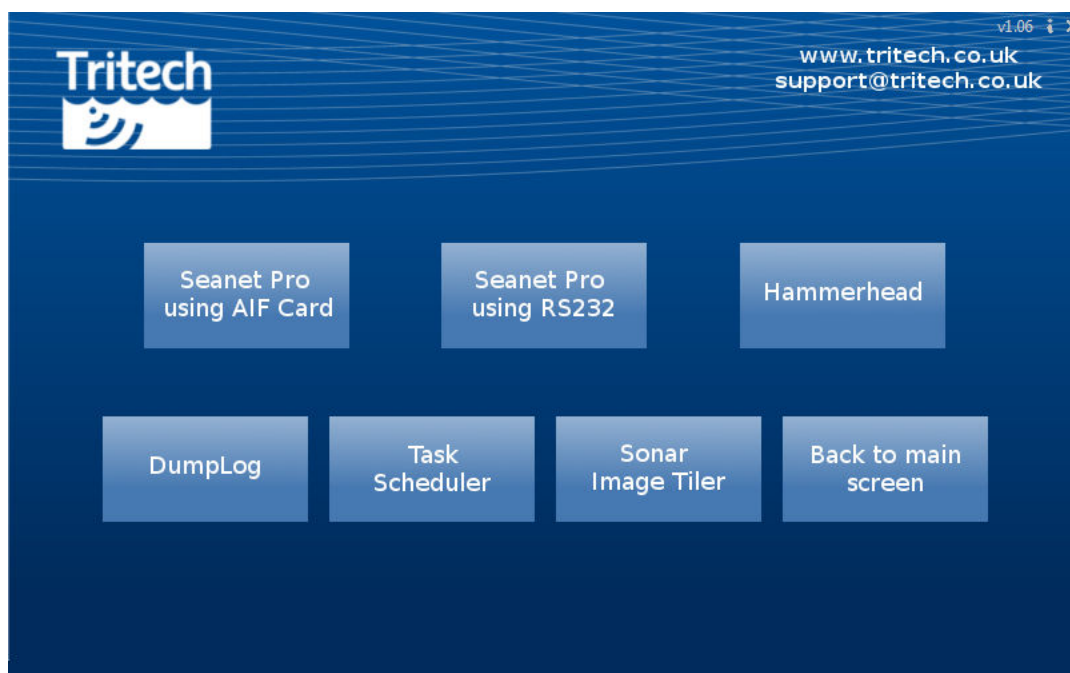 v1.06 i X
Tritech
www.tritech.co.uk
support@tritech.co.uk
Seanet Pro
using AIF Card
Seanet Pro
using RS232
Hammerhead
DumpLog
Task
Scheduler
Sonar
Image Tiler
Back to main
screen